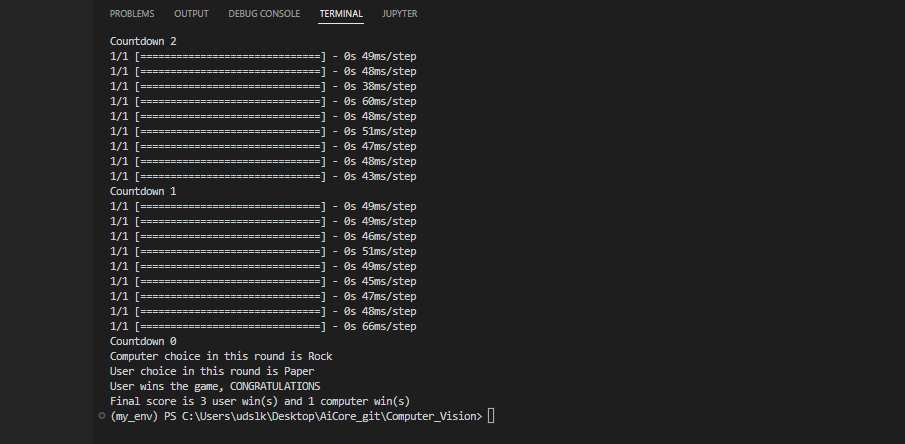 PROBLEMS OUTPUT DEBUG CONSOLE TERMINAL JUPYTER
Countdown 2
1/1 [==============================] - 0s 49ms/step
1/1 [==============================] - 0s 48ms/step
1/1 [==============================] - 0s 38ms/step
1/1 [==============================] - 0s 60ms/step
1/1 [==============================] - 0s 48ms/step
1/1 [==============================] - 0s 51ms/step
1/1 [==============================] - 0s 47ms/step
1/1 [==============================] - 0s 48ms/step
1/1 [==============================] - 0s 43ms/step
Countdown 1
1/1 [==============================] - 0s 49ms/step
1/1 [==============================] - 0s 49ms/step
1/1 [==============================] - 0s 46ms/step
1/1 [==============================] - 0s 51ms/step
1/1 [==============================] - 0s 49ms/step
1/1 [==============================] - 0s 45ms/step
1/1 [==============================] - 0s 47ms/step
1/1 [==============================] - 0s 48ms/step
1/1 [==============================] - 0s 66ms/step
Countdown 0
Computer choice in this round is Rock
User choice in this round is Paper
User wins the game, CONGRATULATIONS
Final score is 3 user win(s) and 1 computer win(s)
(my_env) PS C:\Users\udslk\Desktop\AiCore_git\Computer_Vision>